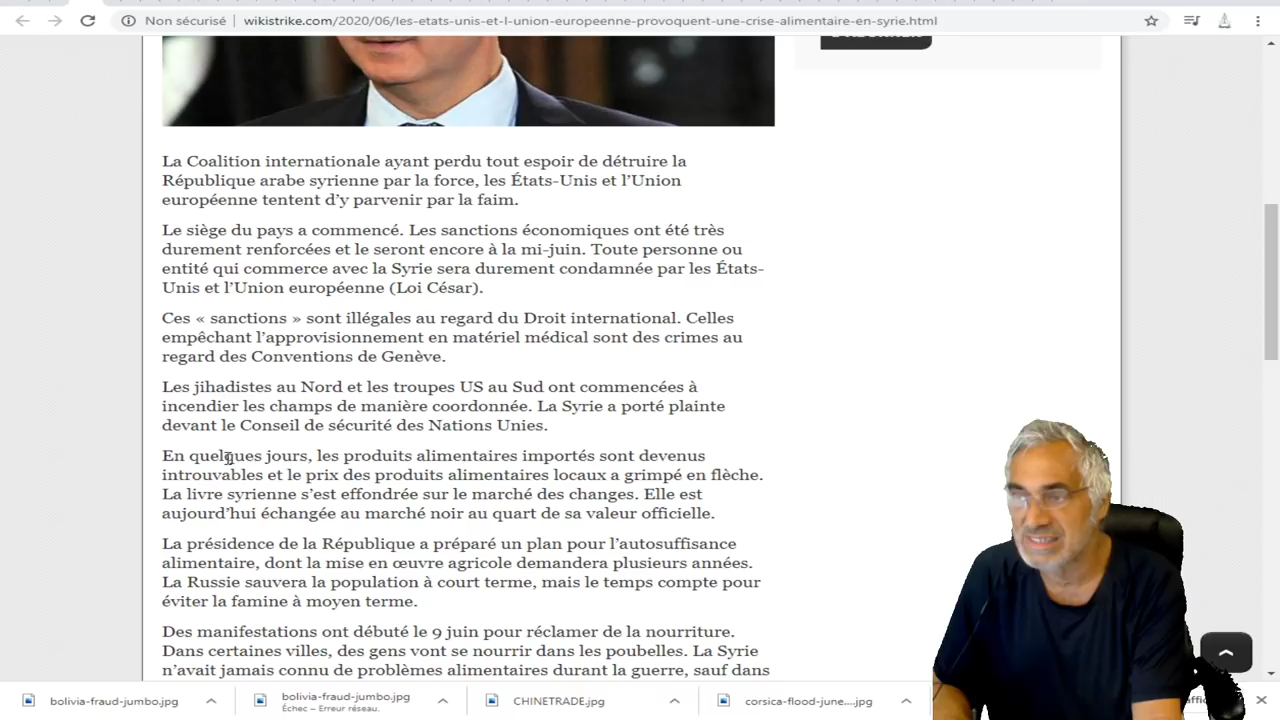 Non sécurisé
wikistrike.com/2020/06/les-etats-unis-et-l-union-europeenne-provoquent-une-crise-alimentaire-en-syrie.html
La Coalition internationale ayant perdu tout espoir de détruire la
République arabe syrienne par la force, les États-Unis et l’Union
européenne tentent d’y parvenir par la faim.
Le siège du pays a commencé. Les sanctions économiques ont été très
durement renforcées et le seront encore à la mi-juin. Toute personne ou
entité qui commerce avec la Syrie sera durement condamnée par les États-
Unis et l’Union européenne (Loi César).
Ces « sanctions » sont illégales au regard du Droit international. Celles
empêchant l’approvisionnement en matériel médical sont des crimes au
regard des Conventions de Genève.
Les jihadistes au Nord et les troupes US au Sud ont commencées à
incendier les champs de manière coordonnée. La Syrie a porté plainte
devant le Conseil de sécurité des Nations Unies.
En quelques jours, les produits alimentaires importés sont devenus
introuvables et le prix des produits alimentaires locaux a grimpé en flèche.
La livre syrienne s’est effondrée sur le marché des changes. Elle est
aujourd’hui échangée au marché noir au quart de sa valeur officielle.
La présidence de la République a préparé un plan pour l’autosuffisance
alimentaire, dont la mise en œuvre agricole demandera plusieurs années.
La Russie sauvera la population à court terme, mais le temps compte pour
éviter la famine à moyen terme.
Des manifestations ont débuté le 9 juin pour réclamer de la nourriture.
Dans certaines villes, des gens vont se nourrir dans les poubelles. La Syrie
n’avait jamais connu de problèmes alimentaires durant la guerre, sauf dans
bolivia-fraud-jumbo.jpg
bolivia-fraud-jumbo.jpg
Échec – Erreur réseau.
CHINETRADE.jpg
corsica-flood-june....jpg